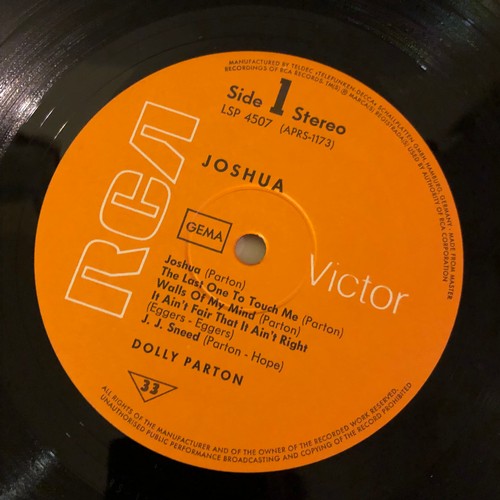 MANUFACTURED BY TELDEC »TELEFUNKEN-DECCA« SCHALLPLATTEN GMBH, HAMBURG, GERMANY · MADE FROM MASTER
RECORDINGS OF RCA RECORDS. TM(S) ® MARCA(S) REGISTRADA(S) USED BY AUTHORITY OF RCA CORPORATION
Side 1 Stereo
LSP 4507 (APRS-1173)
RCA
JOSHUA
GEMA
Victor
Joshua (Parton)
The Last One To Touch Me (Parton)
Walls Of My Mind (Parton)
It Ain't Fair That It Ain't Right
(Eggers - Eggers)
J. J. Sneed (Parton - Hope)
DOLLY PARTON
33
ALL RIGHTS OF THE MANUFACTURER AND OF THE OWNER OF THE RECORDED WORK RESERVED.
UNAUTHORISED PUBLIC PERFORMANCE BROADCASTING AND COPYING OF THE RECORD PROHIBITED.